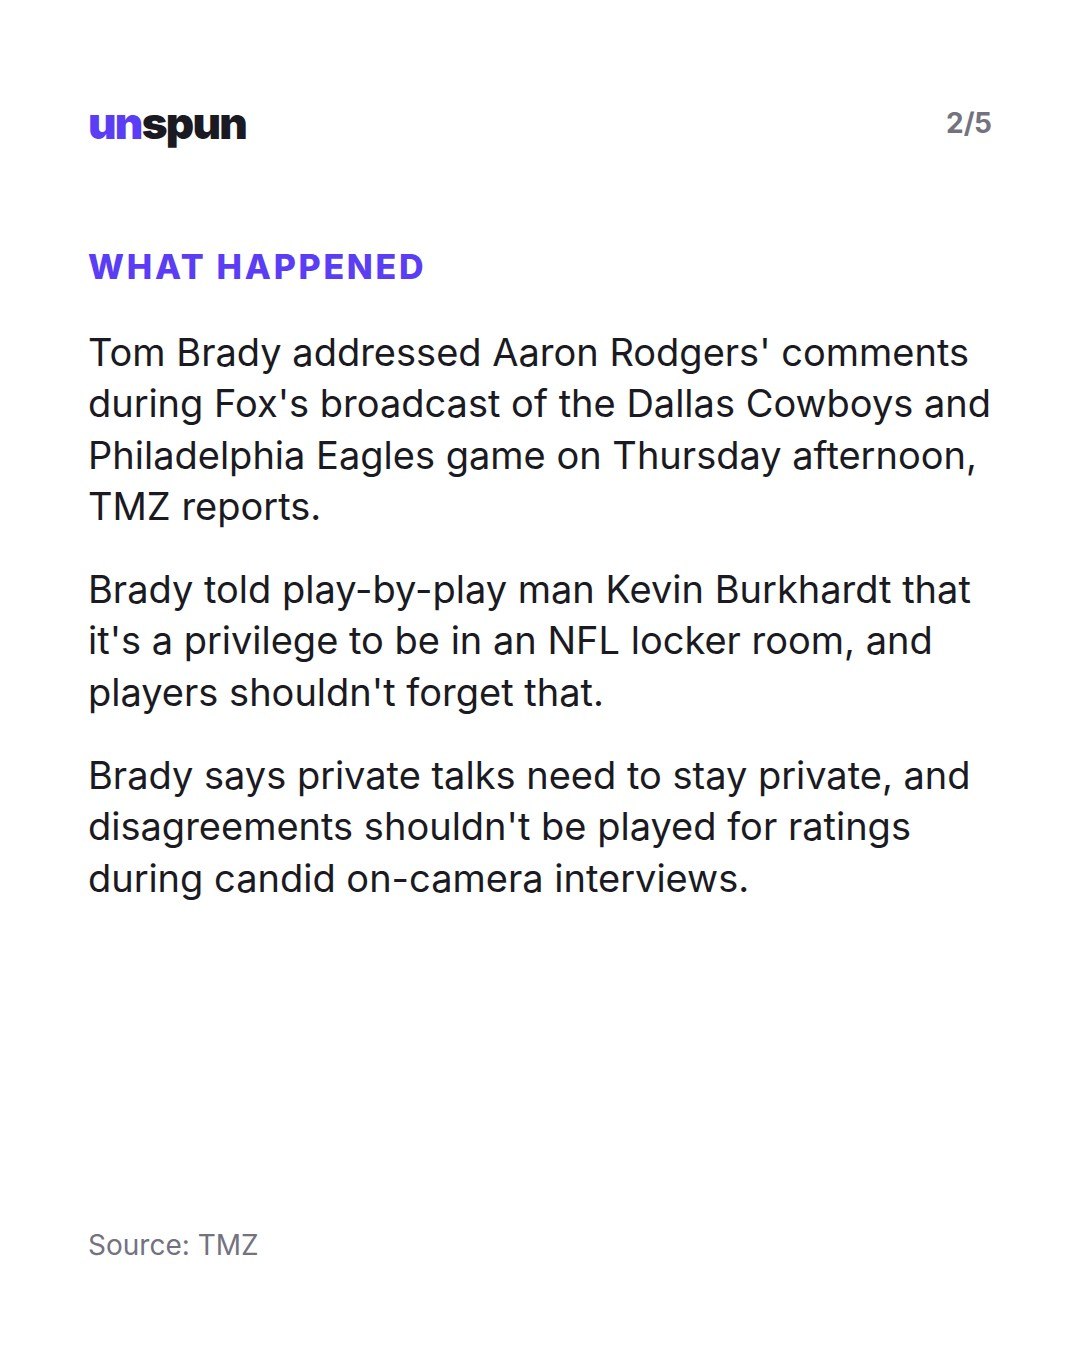 unspun
2/5
WHAT HAPPENED
Tom Brady addressed Aaron Rodgers' comments
during Fox's broadcast of the Dallas Cowboys and
Philadelphia Eagles game on Thursday afternoon,
TMZ reports.
Brady told play-by-play man Kevin Burkhardt that
it's a privilege to be in an NFL locker room, and
players shouldn't forget that.
Brady says private talks need to stay private, and
disagreements shouldn't be played for ratings
during candid on-camera interviews.
Source: TMZ